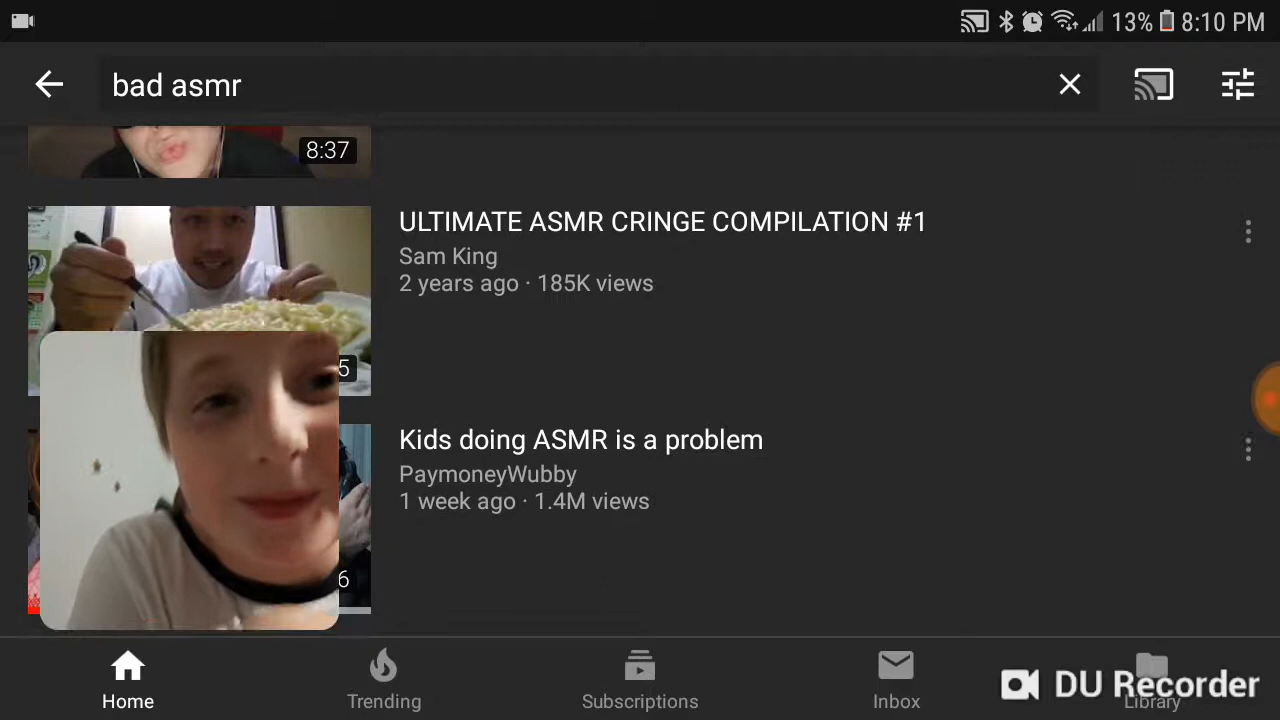 13% 8:10 PM
bad asmr
8:37
ULTIMATE ASMR CRINGE COMPILATION #1
Sam King
2 years ago · 185K views
5
Kids doing ASMR is a problem
PaymoneyWubby
1 week ago · 1.4M views
6
Home
Trending
Subscriptions
Inbox
Library
DU Recorder